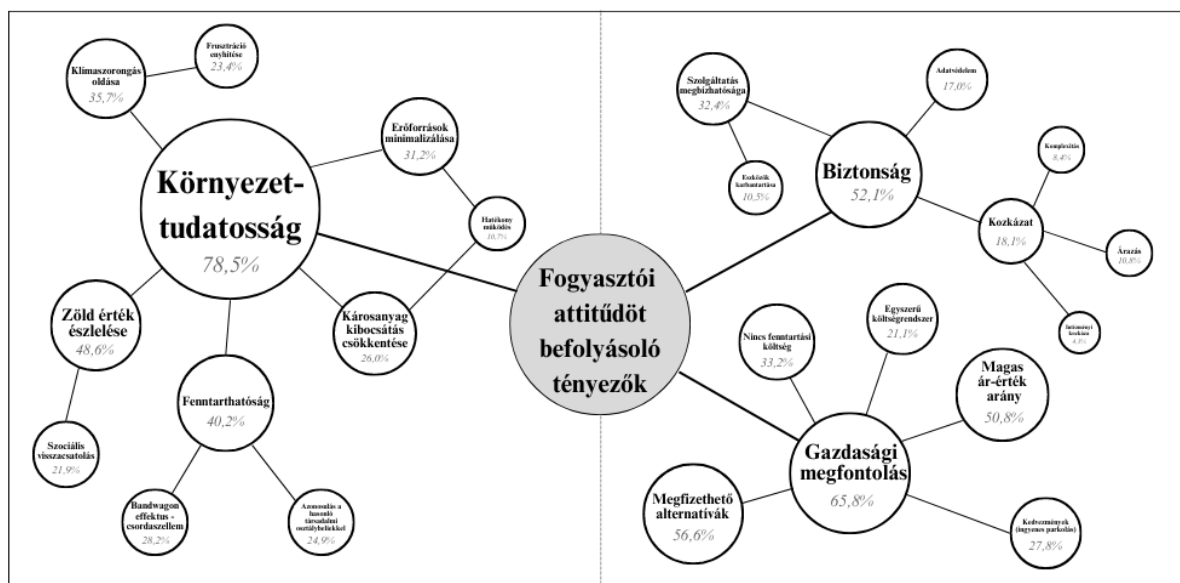 Frusztráció
enyhítése
23,4%
Klímaszorongás
oldása
35,7%
Erőforrások
minimalizálása
31,2%
Környezet-
tudatosság
78,5%
Hatékony
működés
16,7%
Zöld érték
észlelése
48,6%
Károsanyag
kibocsátás
csökkentése
26,0%
Fenntarthatóság
40,2%
Szociális
visszacsatolás
21,9%
Bandwagon
effektus -
csordaszellem
28,2%
Azonosulás a
hasonló
társadalmi
osztálybeliekkel
24,9%
Fogyasztói
attitűdöt
befolyásoló
tényezők
Szolgáltatás
megbízhatósága
32,4%
Adatvédelem
17,0%
Eszközök
karbantartása
10,5%
Biztonság
52,1%
Komplexitás
8,4%
Kozkázat
18,1%
Árazás
10,8%
Intézményi
kockázat
Nincs fenntartási
költség
33,2%
Egyszerű
költségrendszer
21,1%
Magas
ár-érték
arány
50,8%
Gazdasági
megfontolás
65,8%
Megfizethető
alternatívák
56,6%
Kedvezmények
(ingyenes parkolás)
27,8%